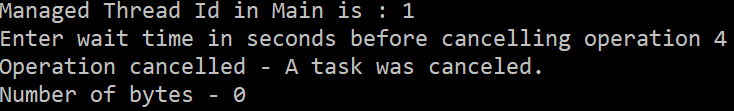 Managed Thread Id in Main is : 1
Enter wait time in seconds before cancelling operation 4
Operation cancelled - A task was canceled.
Number of bytes - 0